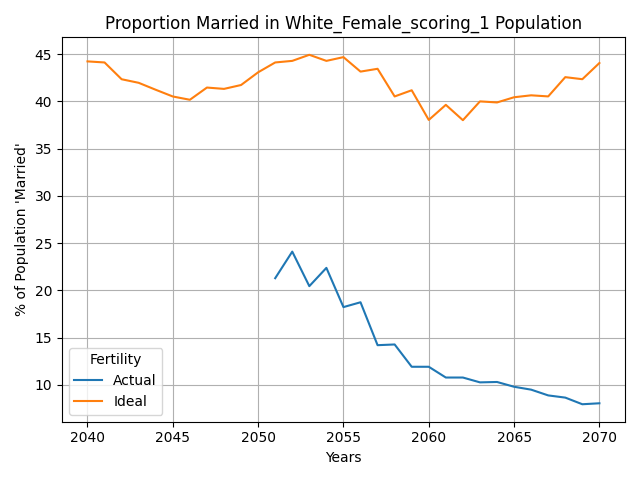 Proportion Married in White_Female_scoring_1 Population
% of Population 'Married'
45
40
35
30
25
20
15
10
Fertility
Actual
Ideal
2040 2045 2050 2055 2060 2065 2070
Years